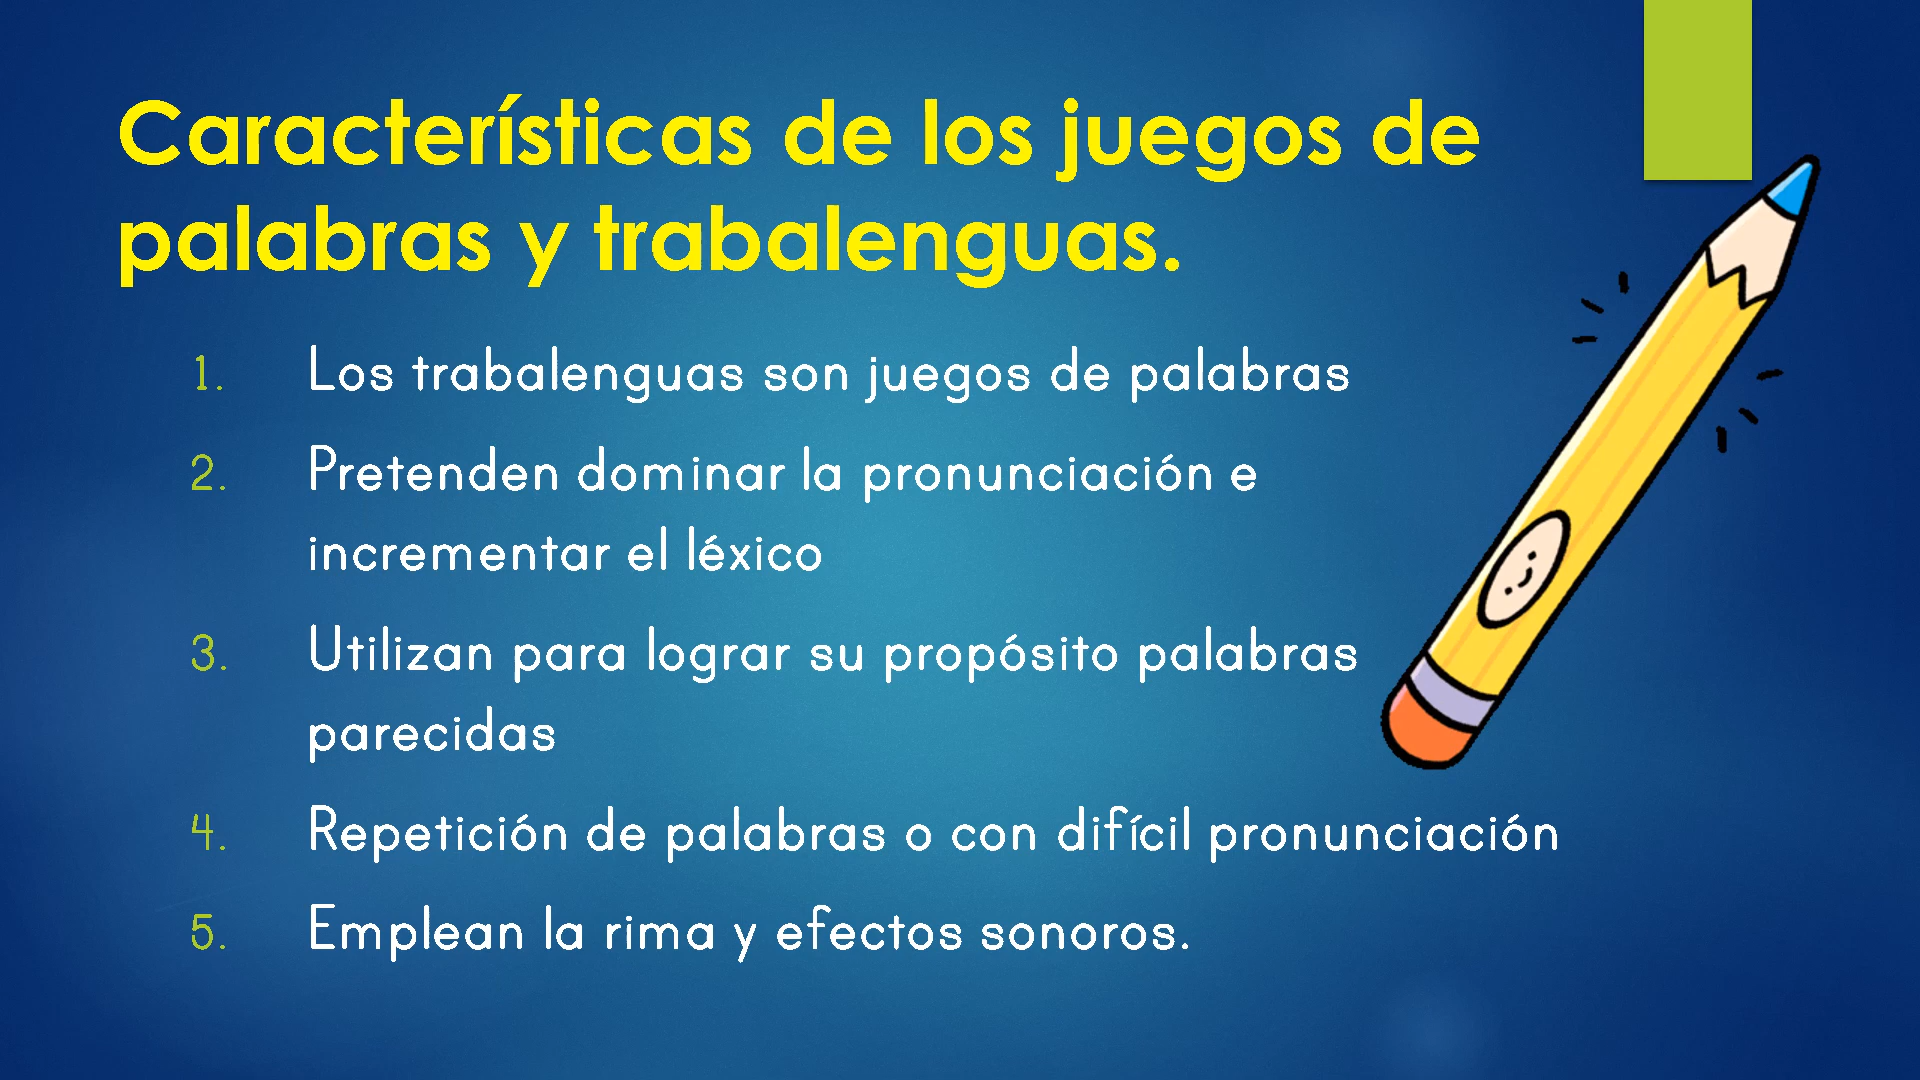 Características de los juegos de
palabras y trabalenguas.
1. Los trabalenguas son juegos de palabras
2. Pretenden dominar la pronunciación e
incrementar el léxico
3. Utilizan para lograr su propósito palabras
parecidas
4. Repetición de palabras o con difícil pronunciación
5. Emplean la rima y efectos sonoros.